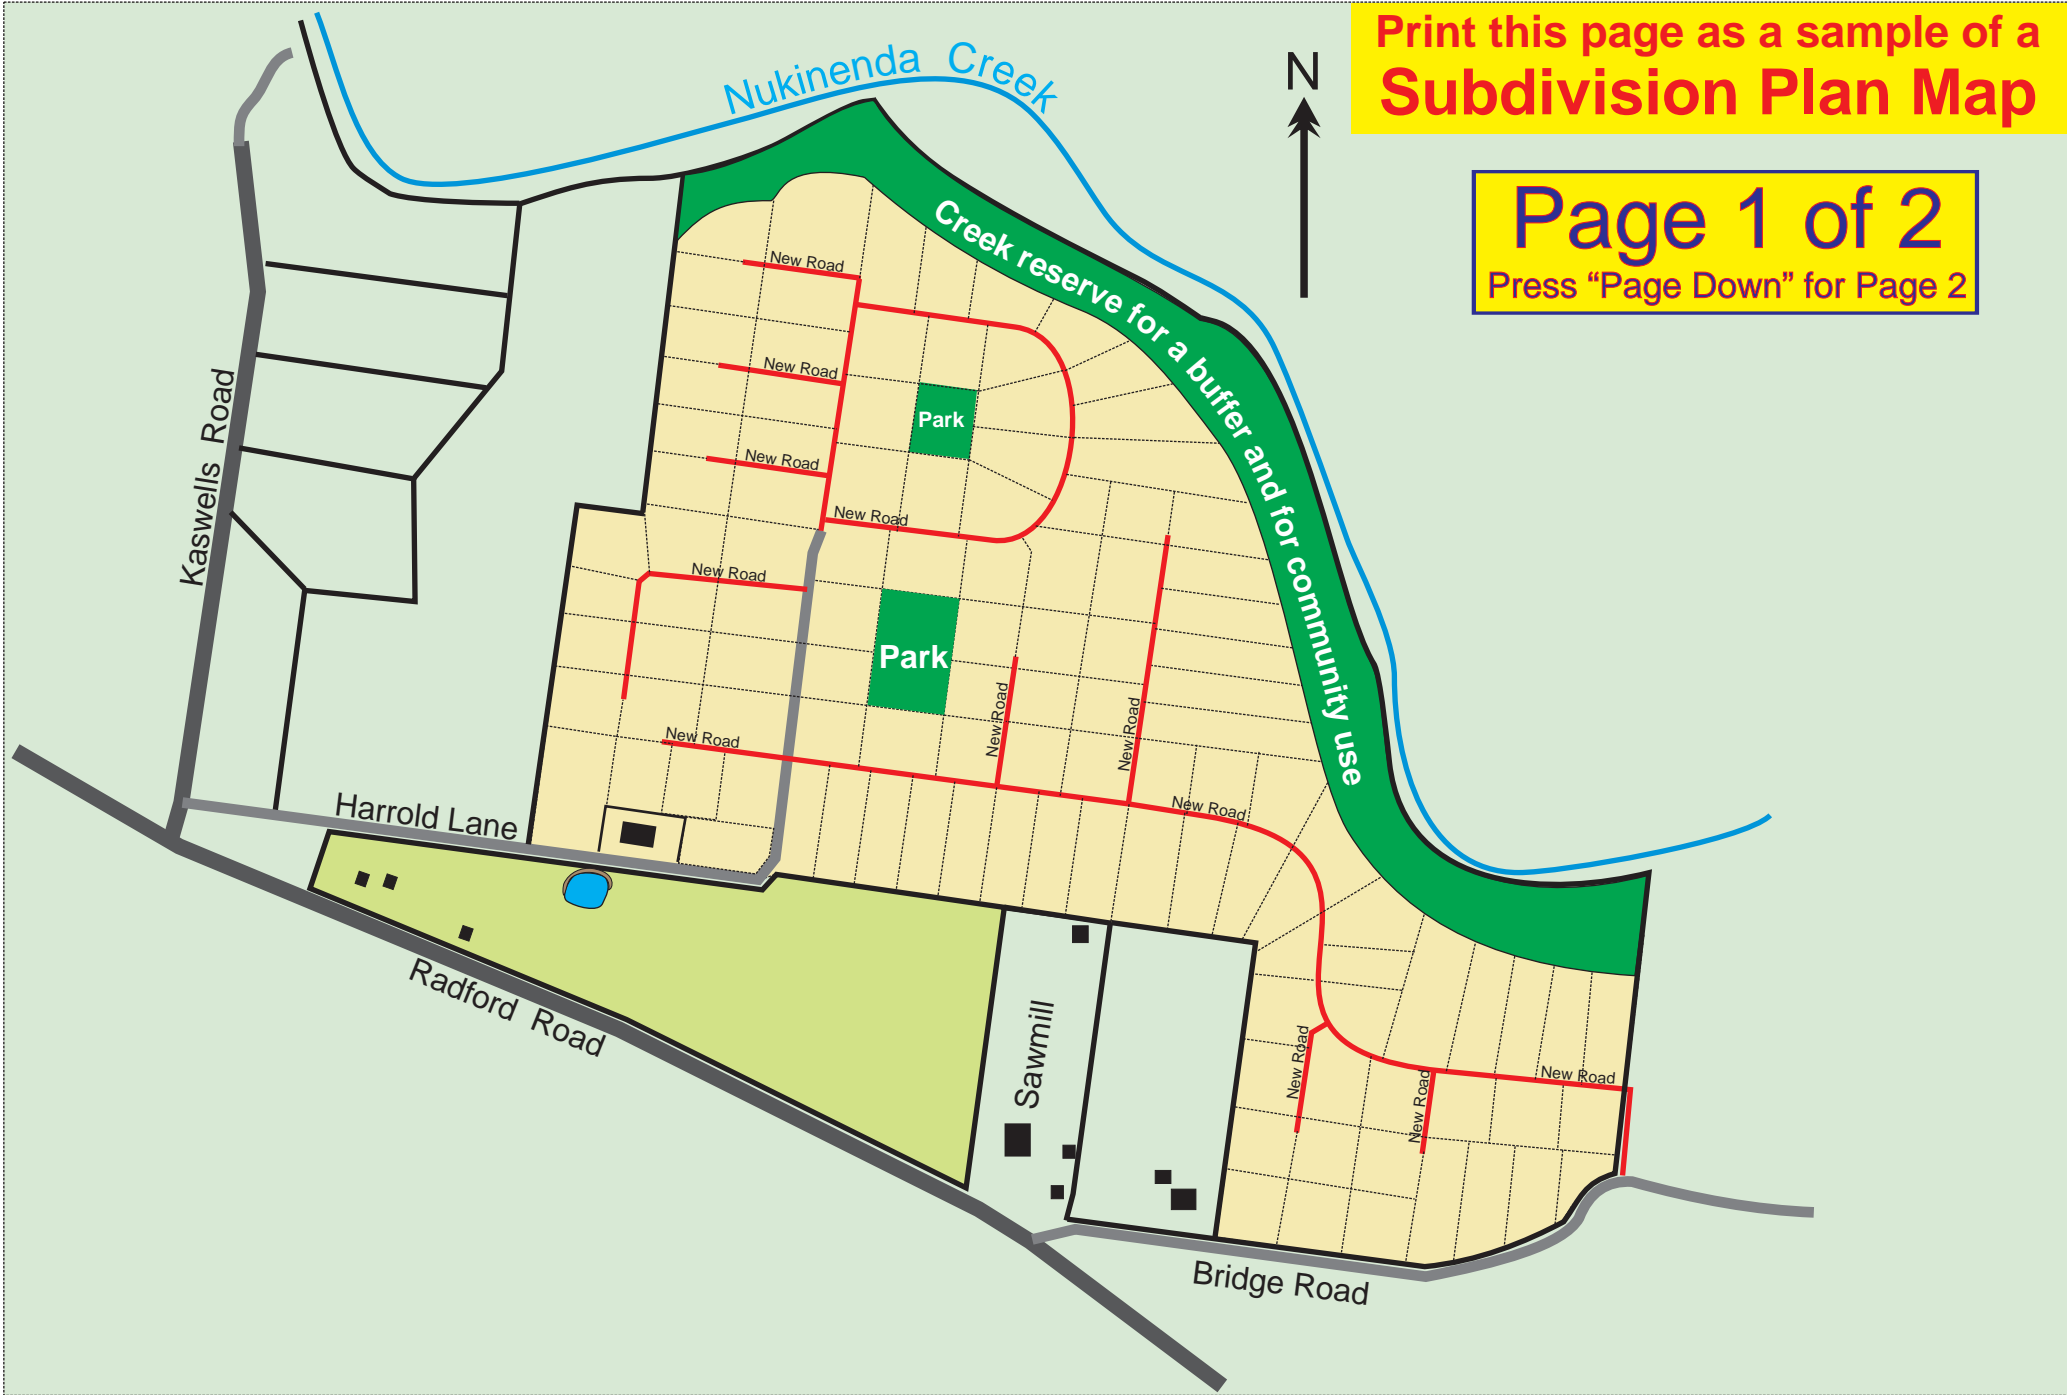 Print this page as a sample of a
Subdivision Plan Map
Page 1 of 2
Press “Page Down” for Page 2
N
Nukinenda Creek
Creek reserve for a buffer and for community use
New Road
New Road
Park
New Road
New Road
Kaswells Road
New Road
Park
New Road
New Road
New Road
New Road
Harrold Lane
Radford Road
Sawmill
New Road
New Road
New Road
Bridge Road